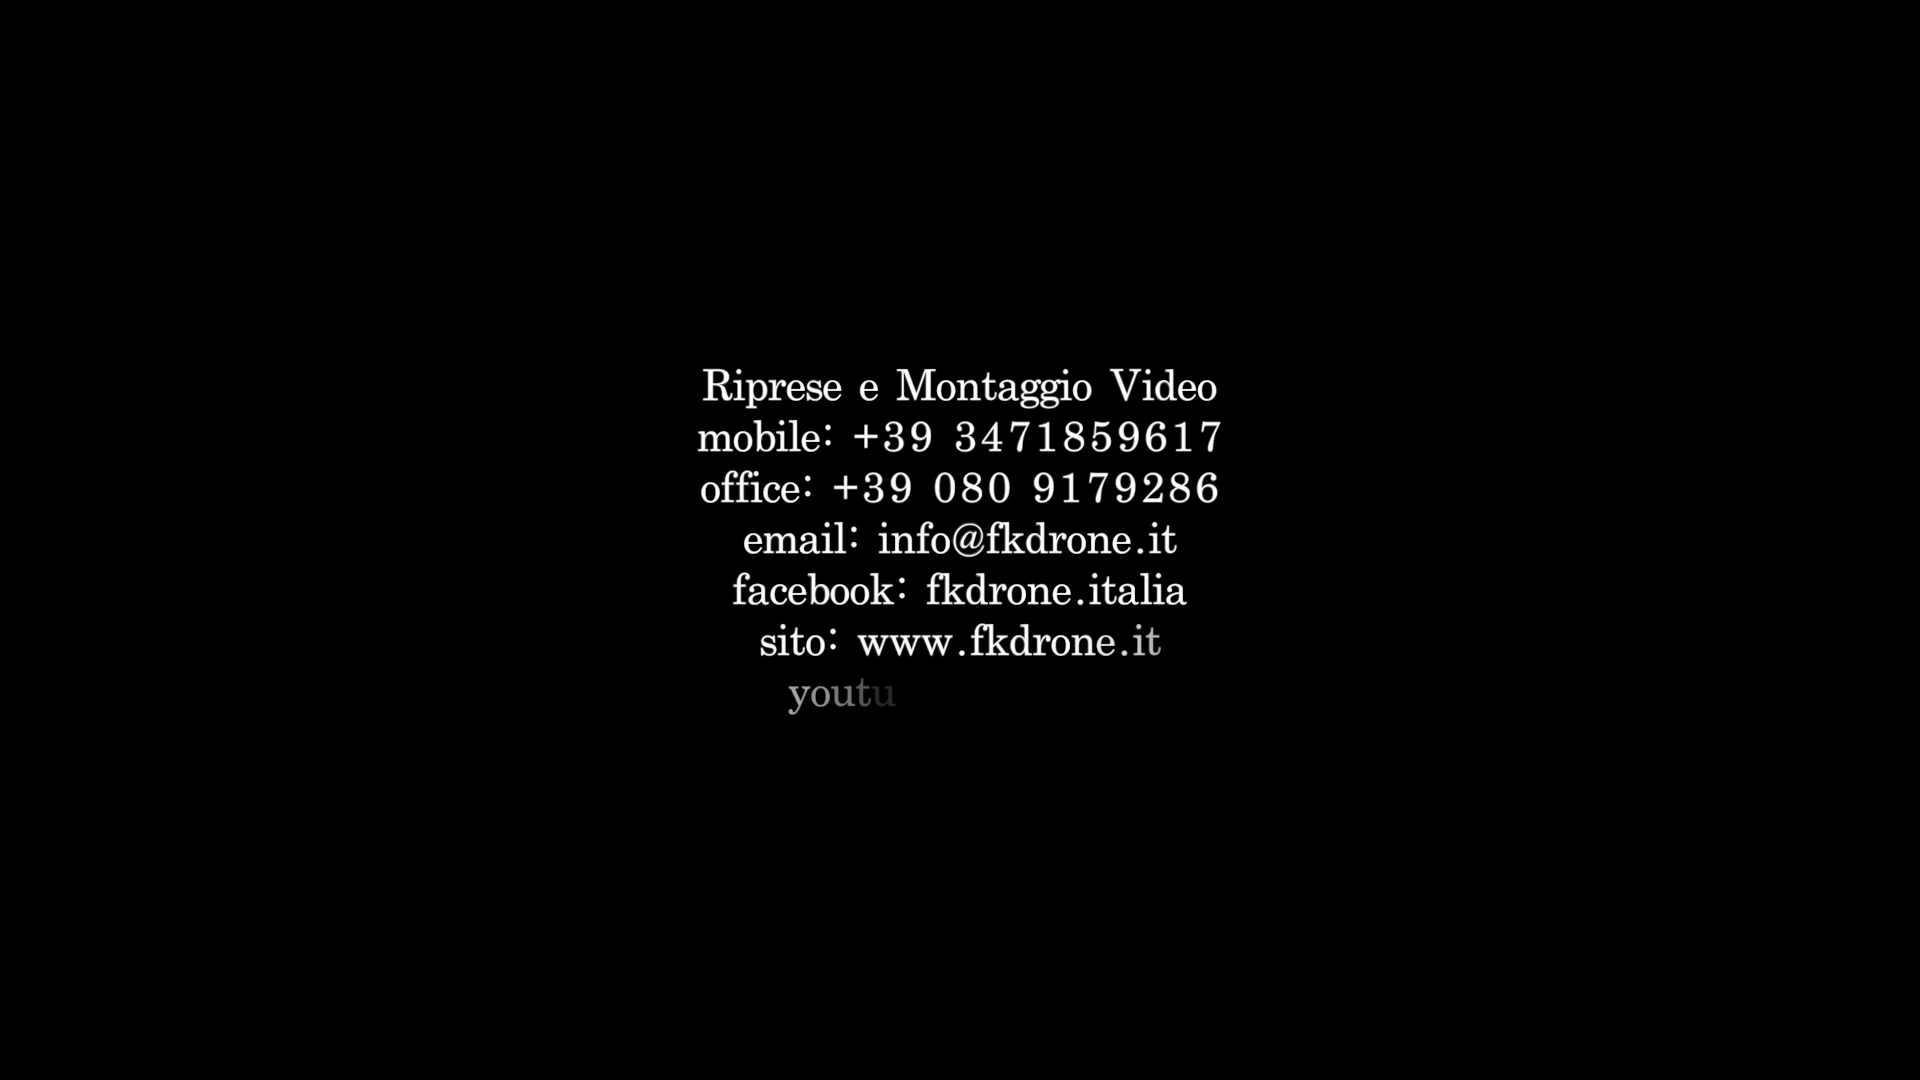 Riprese e Montaggio Video
mobile: +39 3471859617
office: +39 080 9179286
email: info@fkdrone.it
facebook: fkdrone.italia
sito: www.fkdrone.it
youtu